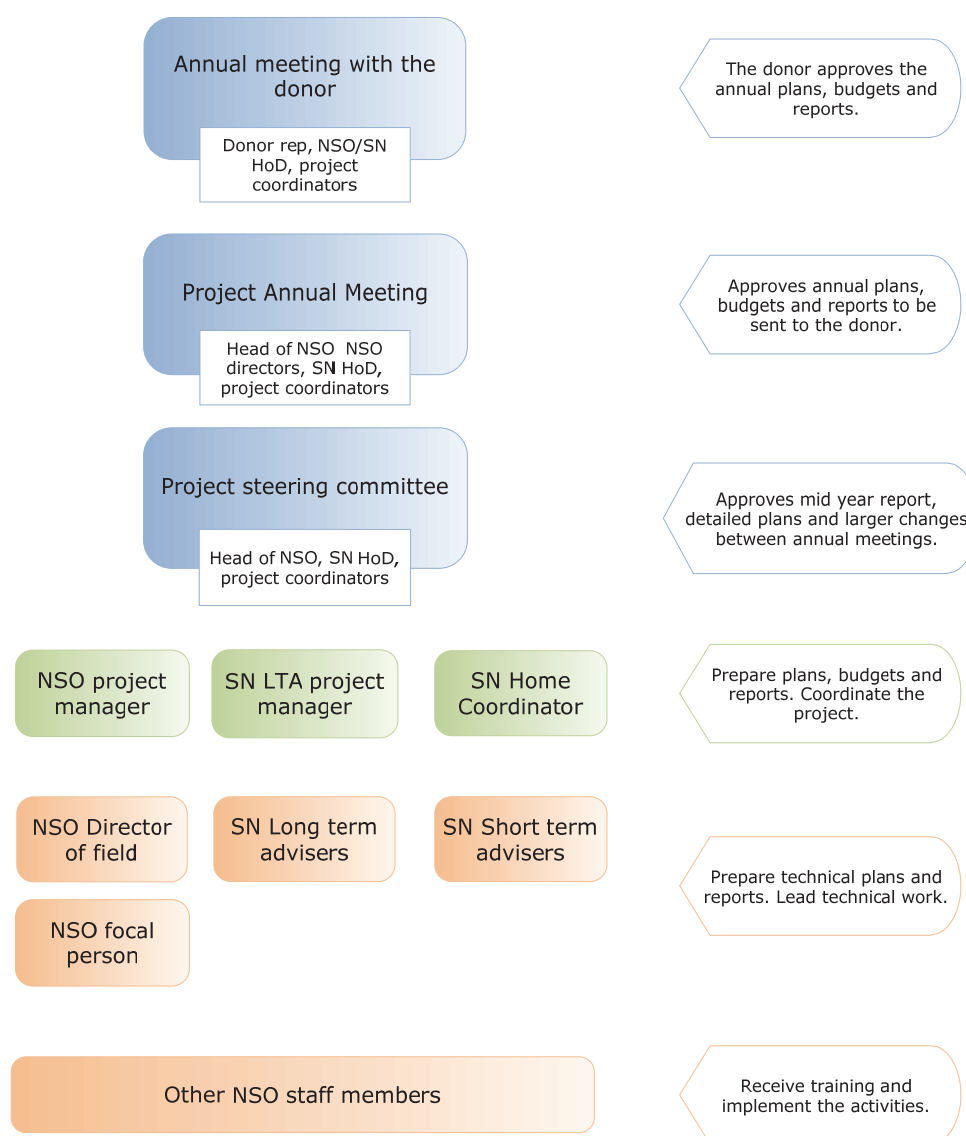 Annual meeting with the
donor
Donor rep, NSO/SN
HoD, project
coordinators
The donor approves the
annual plans, budgets and
reports.
Project Annual Meeting
Head of NSO NSO
directors, SN HoD,
project coordinators
Approves annual plans,
budgets and reports to be
sent to the donor.
Project steering committee
Head of NSO, SN HoD,
project coordinators
Approves mid year report,
detailed plans and larger changes
between annual meetings.
NSO project
manager
SN LTA project
manager
SN Home
Coordinator
Prepare plans, budgets and
reports. Coordinate the
project.
NSO Director
of field
SN Long term
advisers
SN Short term
advisers
NSO focal
person
Prepare technical plans and
reports. Lead technical work.
Other NSO staff members
Receive training and
implement the activities.